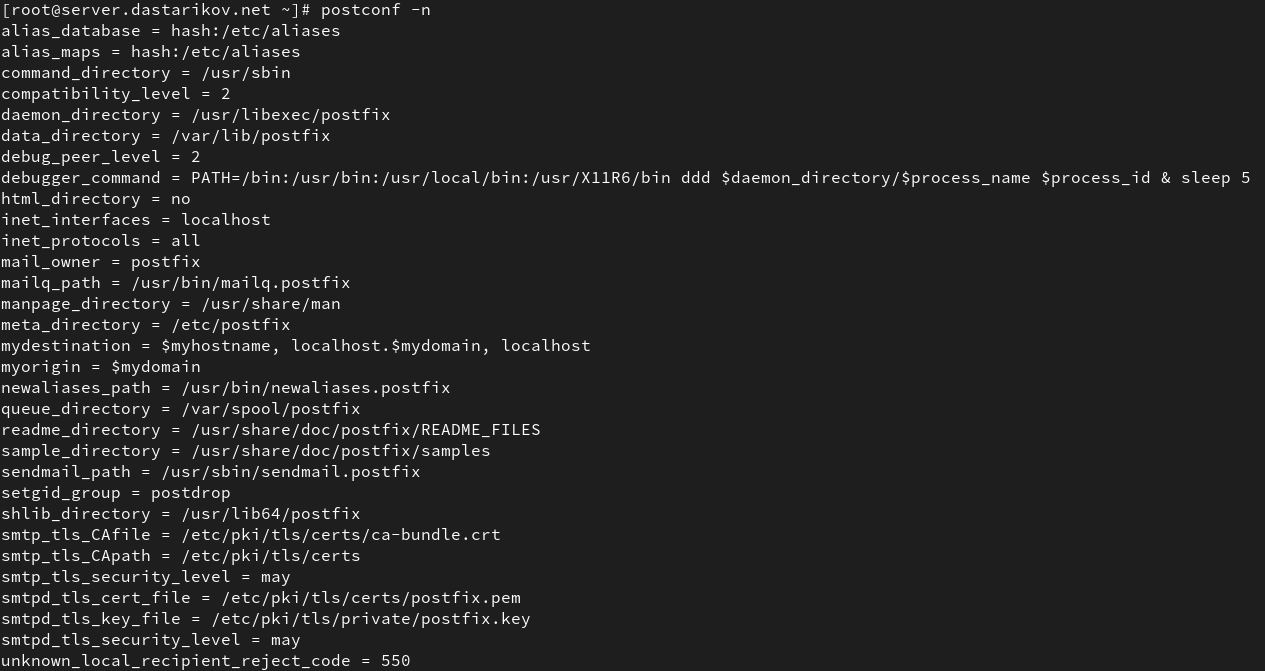 [root@server.dastarikov.net ~]# postconf -n
alias_database = hash:/etc/aliases
alias_maps = hash:/etc/aliases
command_directory = /usr/sbin
compatibility_level = 2
daemon_directory = /usr/libexec/postfix
data_directory = /var/lib/postfix
debug_peer_level = 2
debugger_command = PATH=/bin:/usr/bin:/usr/local/bin:/usr/X11R6/bin ddd $daemon_directory/$process_name $process_id & sleep 5
html_directory = no
inet_interfaces = localhost
inet_protocols = all
mail_owner = postfix
mailq_path = /usr/bin/mailq.postfix
manpage_directory = /usr/share/man
meta_directory = /etc/postfix
mydestination = $myhostname, localhost.$mydomain, localhost
myorigin = $mydomain
newaliases_path = /usr/bin/newaliases.postfix
queue_directory = /var/spool/postfix
readme_directory = /usr/share/doc/postfix/README_FILES
sample_directory = /usr/share/doc/postfix/samples
sendmail_path = /usr/sbin/sendmail.postfix
setgid_group = postdrop
shlib_directory = /usr/lib64/postfix
smtp_tls_CAfile = /etc/pki/tls/certs/ca-bundle.crt
smtp_tls_CApath = /etc/pki/tls/certs
smtp_tls_security_level = may
smtpd_tls_cert_file = /etc/pki/tls/certs/postfix.pem
smtpd_tls_key_file = /etc/pki/tls/private/postfix.key
smtpd_tls_security_level = may
unknown_local_recipient_reject_code = 550